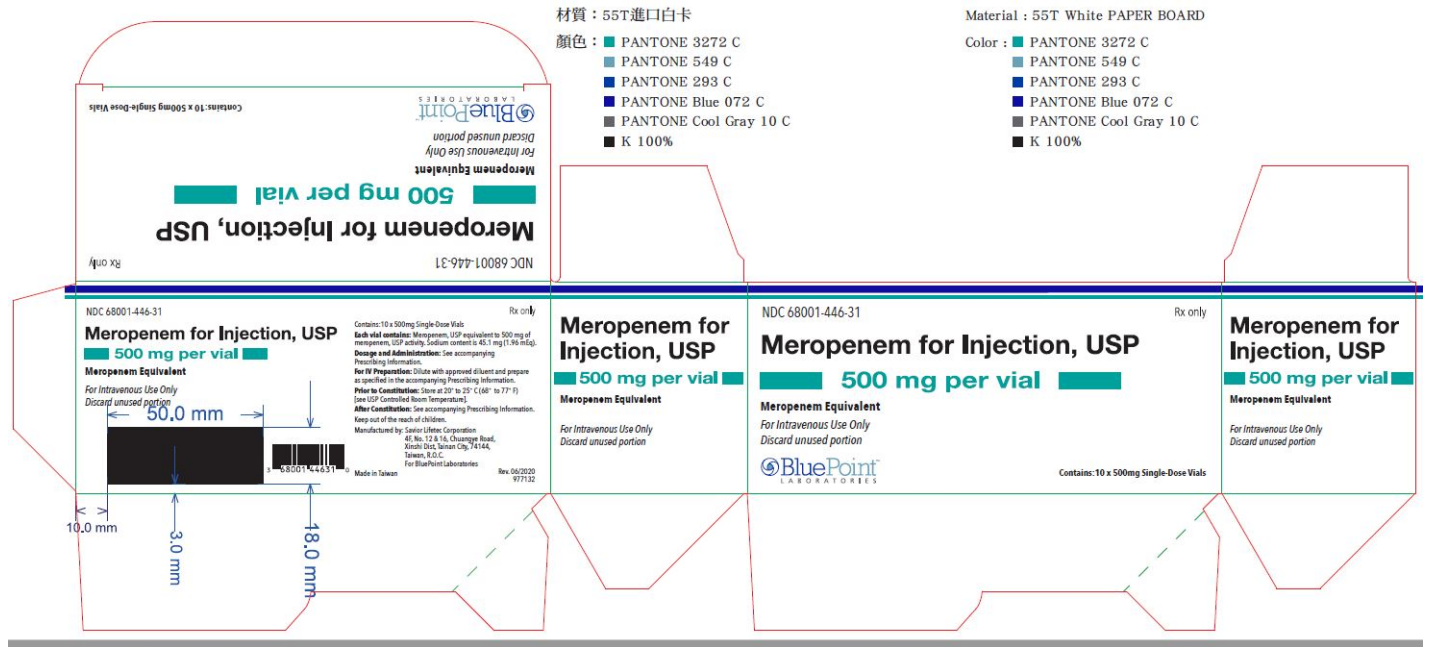 材質：55T進口白卡
顏色：PANTONE 3272 C
PANTONE 549 C
PANTONE 293 C
PANTONE Blue 072 C
PANTONE Cool Gray 10 C
K 100%
Material : 55T White PAPER BOARD
Color : PANTONE 3272 C
PANTONE 549 C
PANTONE 293 C
PANTONE Blue 072 C
PANTONE Cool Gray 10 C
K 100%
NDC 68001-446-31
Rx only
Meropenem for Injection, USP
500 mg per vial
Meropenem Equivalent
For Intravenous Use Only
Discard unused portion
BluePoint™
LABORATORIES
Contains: 10 x 500mg Single-Dose Vials
NDC 68001-446-31
Meropenem for Injection, USP
500 mg per vial
Meropenem Equivalent
For Intravenous Use Only
Discard unused portion
50.0 mm
3 68001 44631 0
10.0 mm
3.0 mm
18.0 mm
Rx only
Contains: 10 x 500mg Single-Dose Vials
Each vial contains: Meropenem, USP equivalent to 500 mg of
meropenem, USP activity. Sodium content is 45.1 mg (1.96 mEq).
Dosage and Administration: See accompanying
Prescribing Information.
For IV Preparation: Dilute with approved diluent and prepare
as specified in the accompanying Prescribing Information.
Prior to Constitution: Store at 20° to 25° C (68° to 77° F)
[see USP Controlled Room Temperature].
After Constitution: See accompanying Prescribing Information.
Keep out of the reach of children.
Manufactured by: Savior Lifetec Corporation
4F, No. 12 & 16, Chuangye Road,
Xinshi Dist, Tainan City, 74144,
Taiwan, R.O.C.
For BluePoint Laboratories
Made in Taiwan
Rev. 06/2020
977132
Meropenem for
Injection, USP
500 mg per vial
Meropenem Equivalent
For Intravenous Use Only
Discard unused portion
NDC 68001-446-31
Rx only
Meropenem for Injection, USP
500 mg per vial
Meropenem Equivalent
For Intravenous Use Only
Discard unused portion
BluePoint™
LABORATORIES
Contains: 10 x 500mg Single-Dose Vials
Meropenem for
Injection, USP
500 mg per vial
Meropenem Equivalent
For Intravenous Use Only
Discard unused portion